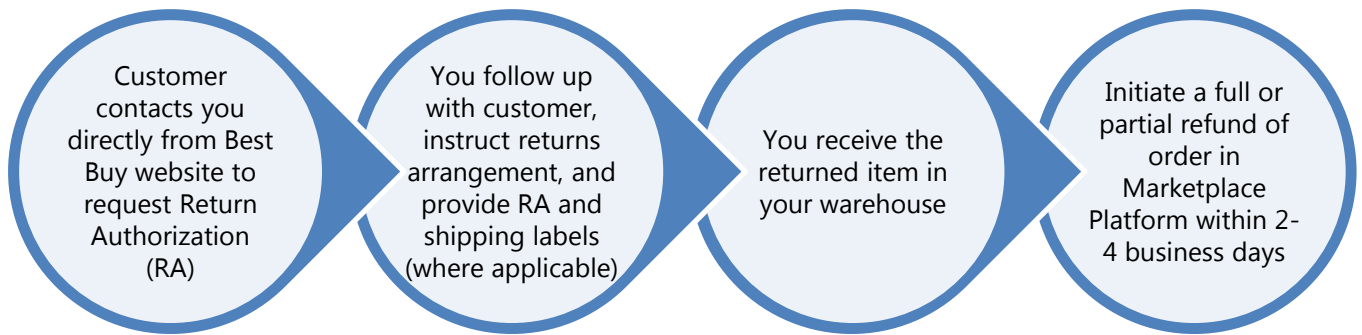 Customer
contacts you
directly from Best
Buy website to
request Return
Authorization
(RA)
You follow up
with customer,
instruct returns
arrangement, and
provide RA and
shipping labels
(where applicable)
You receive the
returned item in
your warehouse
Initiate a full or
partial refund of
order in
Marketplace
Platform within 2-
4 business days